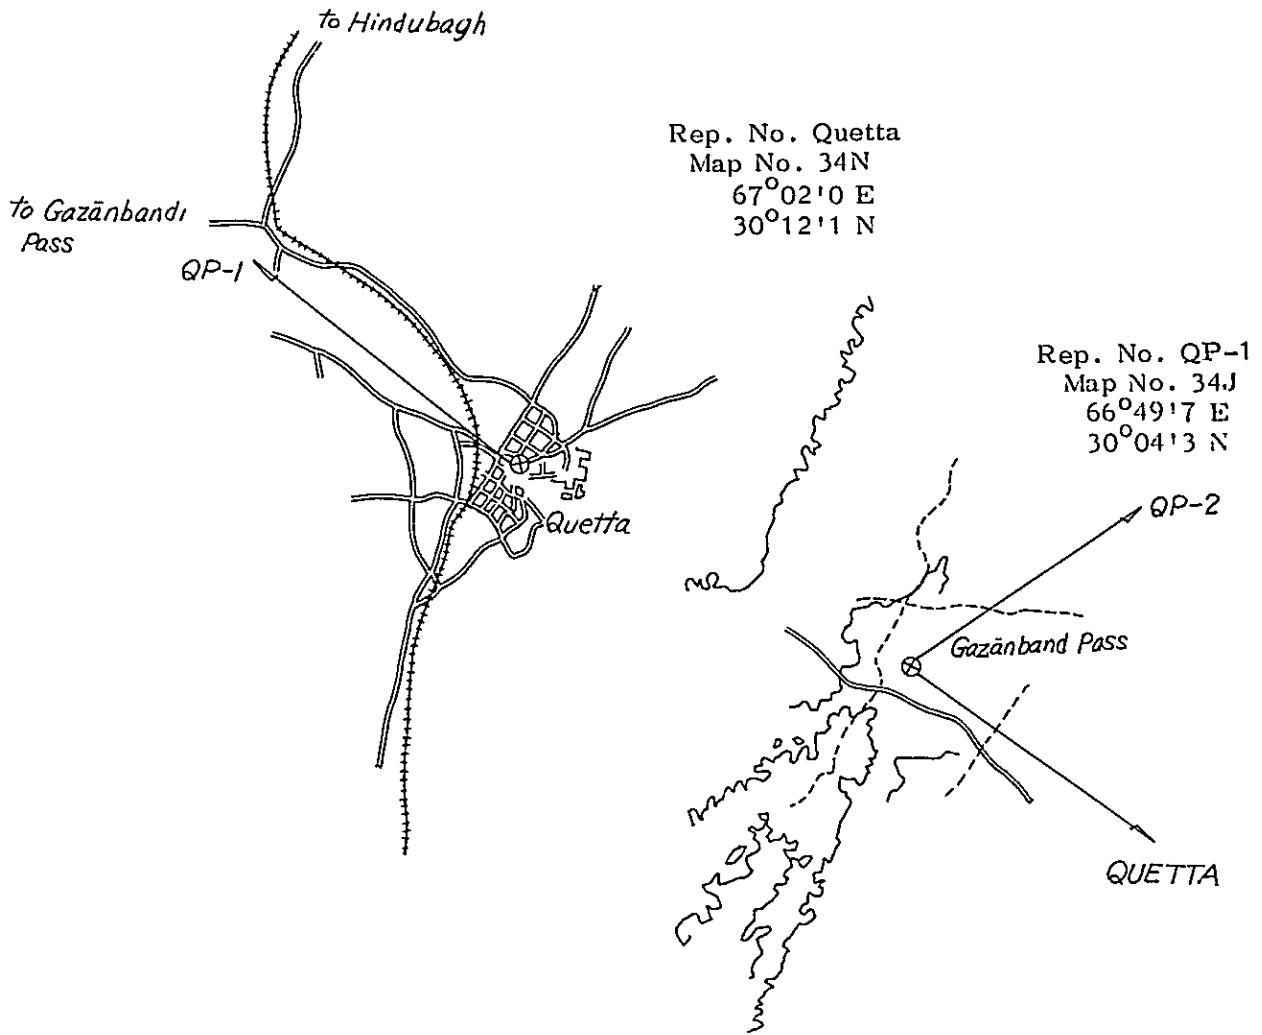 to Hindubagh
Rep. No. Quetta
Map No. 34N
67°02'0 E
30°12'1 N
to Gazānbandi
Pass
QP-1
Rep. No. QP-1
Map No. 34J
66°49'7 E
30°04'3 N
Quetta
QP-2
Gazānband Pass
QUETTA